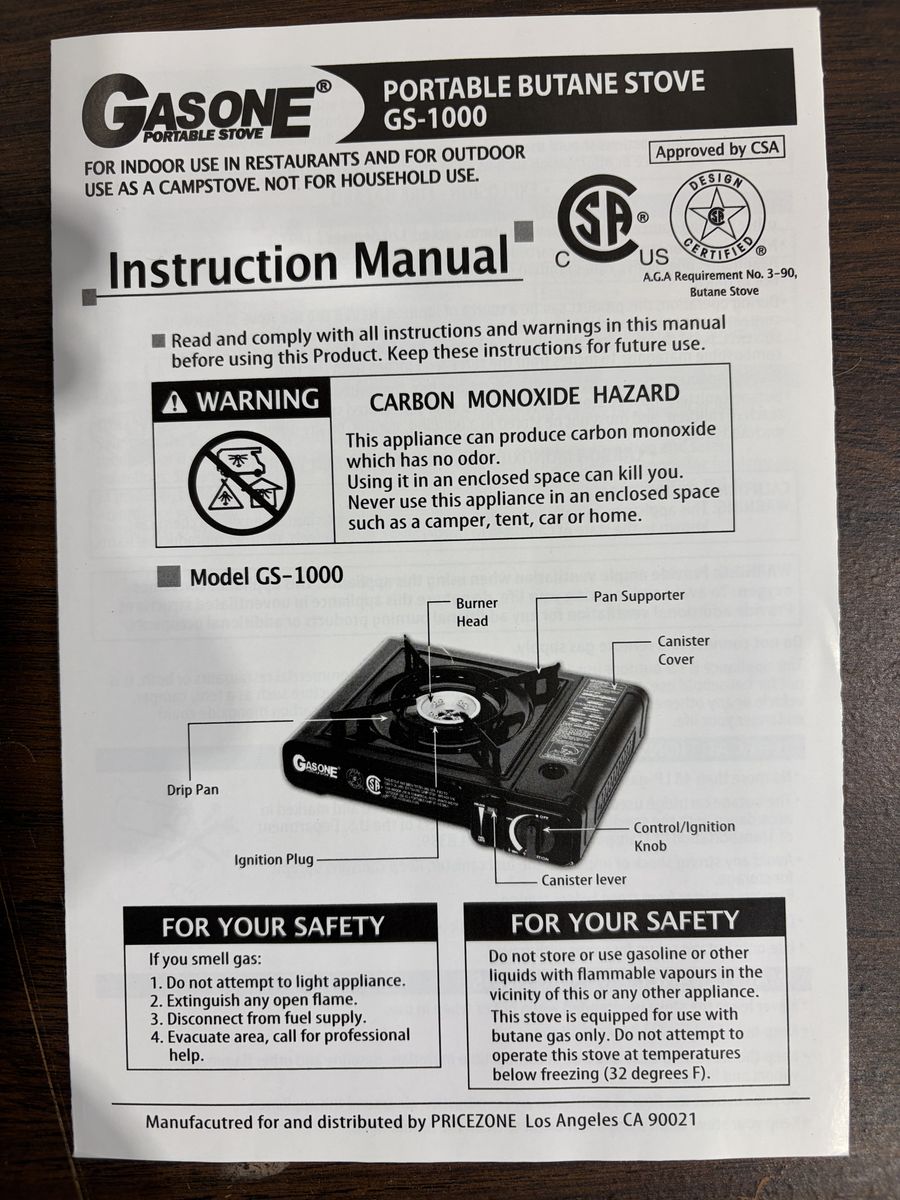 GASONE®
PORTABLE STOVE
PORTABLE BUTANE STOVE
GS-1000
FOR INDOOR USE IN RESTAURANTS AND FOR OUTDOOR
USE AS A CAMPSTOVE. NOT FOR HOUSEHOLD USE.
Approved by CSA
Instruction Manual
C SA ® US
DESIGN
SA
CERTIFIED ®
A.G.A Requirement No. 3-90,
Butane Stove
Read and comply with all instructions and warnings in this manual
before using this Product. Keep these instructions for future use.
WARNING
CARBON MONOXIDE HAZARD
This appliance can produce carbon monoxide
which has no odor.
Using it in an enclosed space can kill you.
Never use this appliance in an enclosed space
such as a camper, tent, car or home.
Model GS-1000
Burner
Head
Pan Supporter
Canister
Cover
Drip Pan
GASONE
SA
OFF
Control/Ignition
Knob
Ignition Plug
Canister lever
FOR YOUR SAFETY
If you smell gas:
1. Do not attempt to light appliance.
2. Extinguish any open flame.
3. Disconnect from fuel supply.
4. Evacuate area, call for professional
help.
FOR YOUR SAFETY
Do not store or use gasoline or other
liquids with flammable vapours in the
vicinity of this or any other appliance.
This stove is equipped for use with
butane gas only. Do not attempt to
operate this stove at temperatures
below freezing (32 degrees F).
Manufacutred for and distributed by PRICEZONE Los Angeles CA 90021